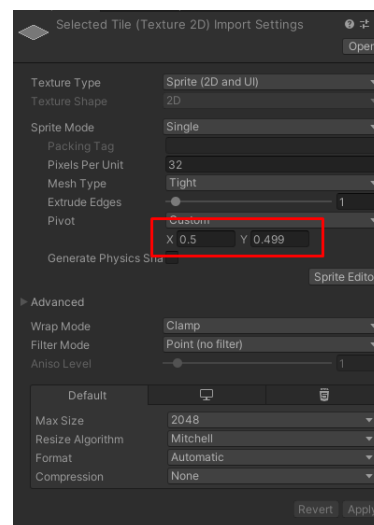 Selected Tile (Texture 2D) Import Settings
Open
Texture Type Sprite (2D and UI)
Texture Shape 2D
Sprite Mode Single
Packing Tag
Pixels Per Unit 32
Mesh Type Tight
Extrude Edges 1
Pivot Custom
X 0.5 Y 0.499
Generate Physics Sha
Sprite Edito
Advanced
Wrap Mode Clamp
Filter Mode Point (no filter)
Aniso Level 1
Default
Max Size 2048
Resize Algorithm Mitchell
Format Automatic
Compression None
Revert Apply